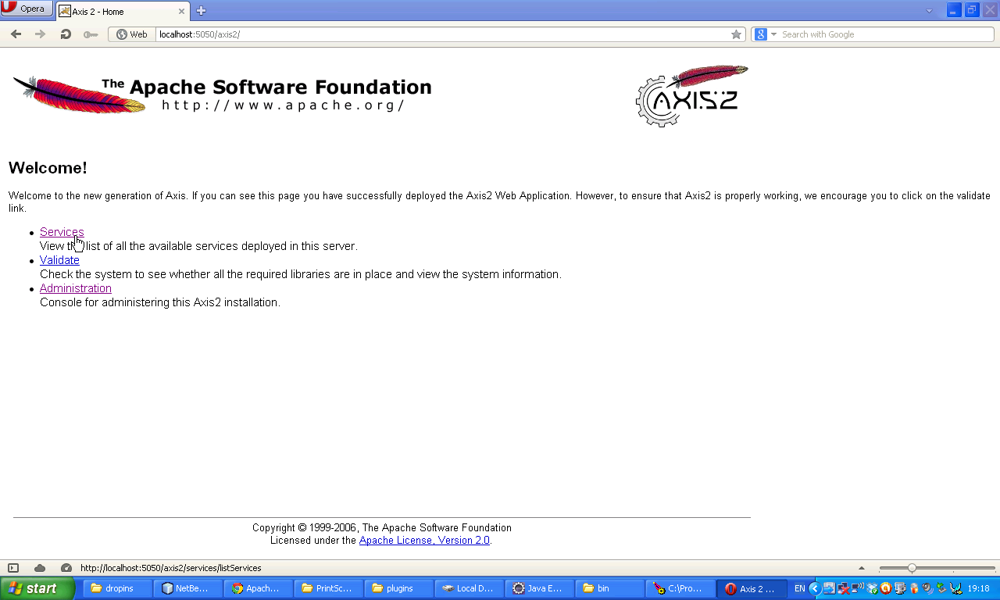 Opera
Axis 2 - Home
Web
localhost:5050/axis2/
Search with Google
The Apache Software Foundation
http://www.apache.org/
AXIS2
Welcome!
Welcome to the new generation of Axis. If you can see this page you have successfully deployed the Axis2 Web Application. However, to ensure that Axis2 is properly working, we encourage you to click on the validate
link.
Services
View the list of all the available services deployed in this server.
Validate
Check the system to see whether all the required libraries are in place and view the system information.
Administration
Console for administering this Axis2 installation.
Copyright © 1999-2006, The Apache Software Foundation
Licensed under the Apache License, Version 2.0.
http://localhost:5050/axis2/services/listServices
start
dropins
NetBe...
Apach...
PrintSc...
plugins
Local D...
Java E...
bin
C:\Pro...
Axis 2 ...
EN
19:18